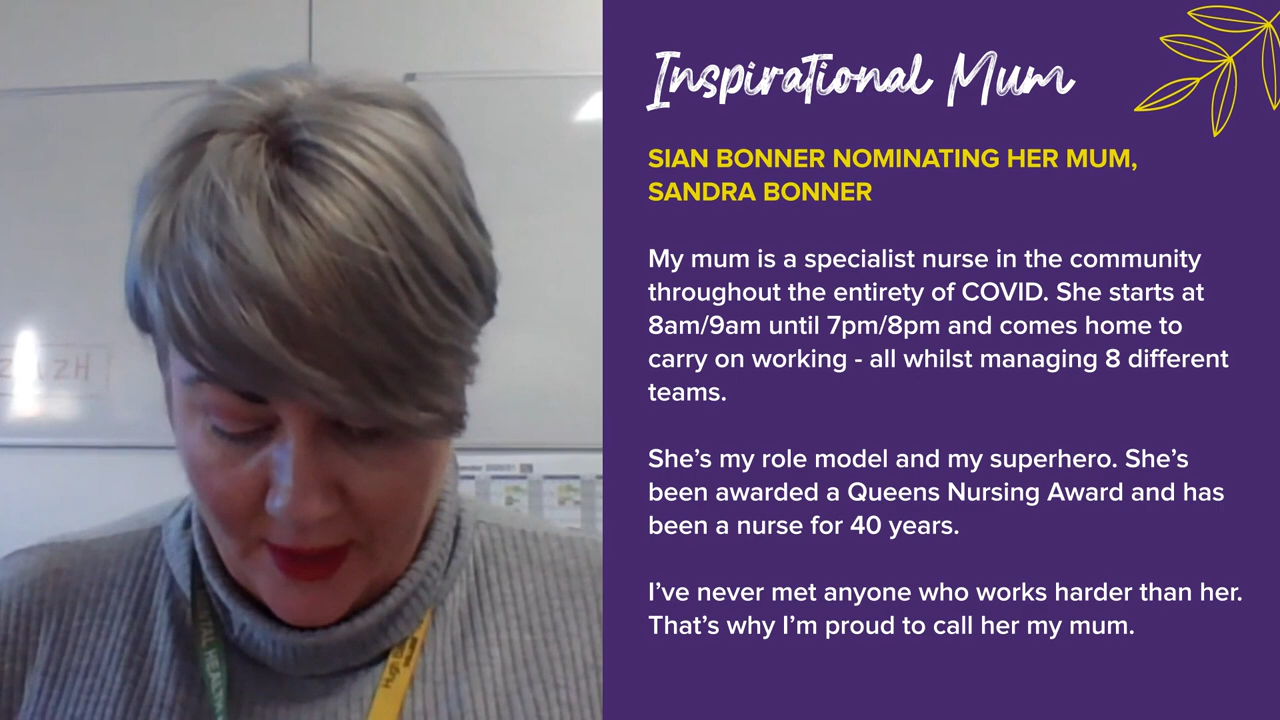 Inspirational Mum
SIAN BONNER NOMINATING HER MUM,
SANDRA BONNER
My mum is a specialist nurse in the community
throughout the entirety of COVID. She starts at
8am/9am until 7pm/8pm and comes home to
carry on working - all whilst managing 8 different
teams.
She's my role model and my superhero. She's
been awarded a Queens Nursing Award and has
been a nurse for 40 years.
I've never met anyone who works harder than her.
That's why I'm proud to call her my mum.